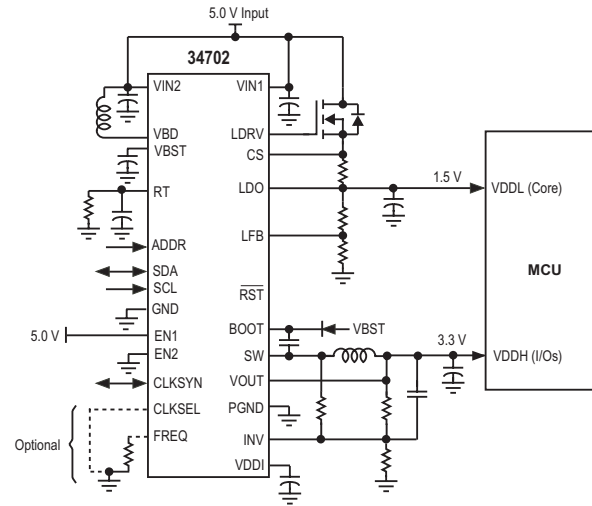 5.0 V Input
34702
VIN2
VIN1
VBD
LDRV
VBST
CS
RT
LDO
1.5 V
VDDL (Core)
LFB
ADDR
MCU
SDA
SCL
RST
GND
BOOT
VBST
5.0 V
EN1
3.3 V
EN2
SW
VDDH (I/Os)
CLKSYN
VOUT
CLKSEL
PGND
Optional
FREQ
INV
VDDI